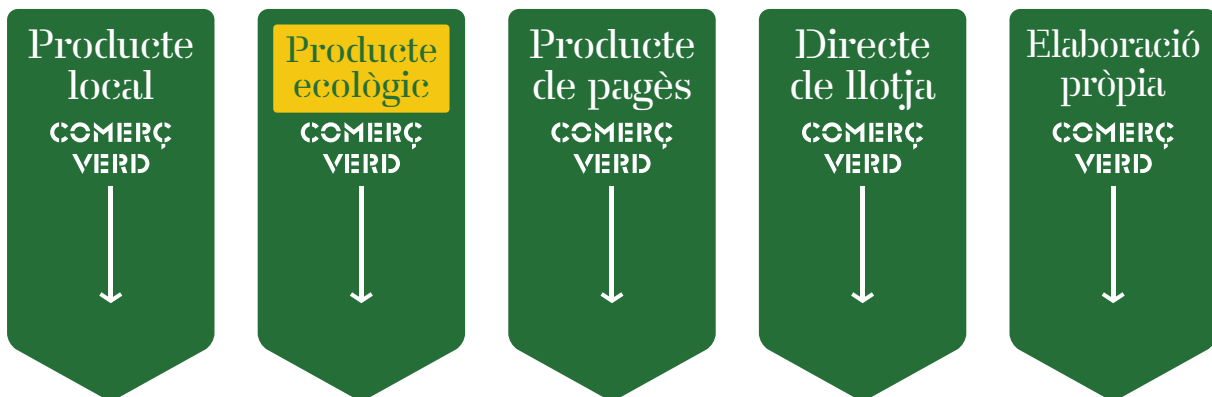 Producte
local
COMERÇ
VERD
Producte
ecològic
COMERÇ
VERD
Producte
de pagès
COMERÇ
VERD
Directe
de llotja
COMERÇ
VERD
Elaboració
pròpia
COMERÇ
VERD